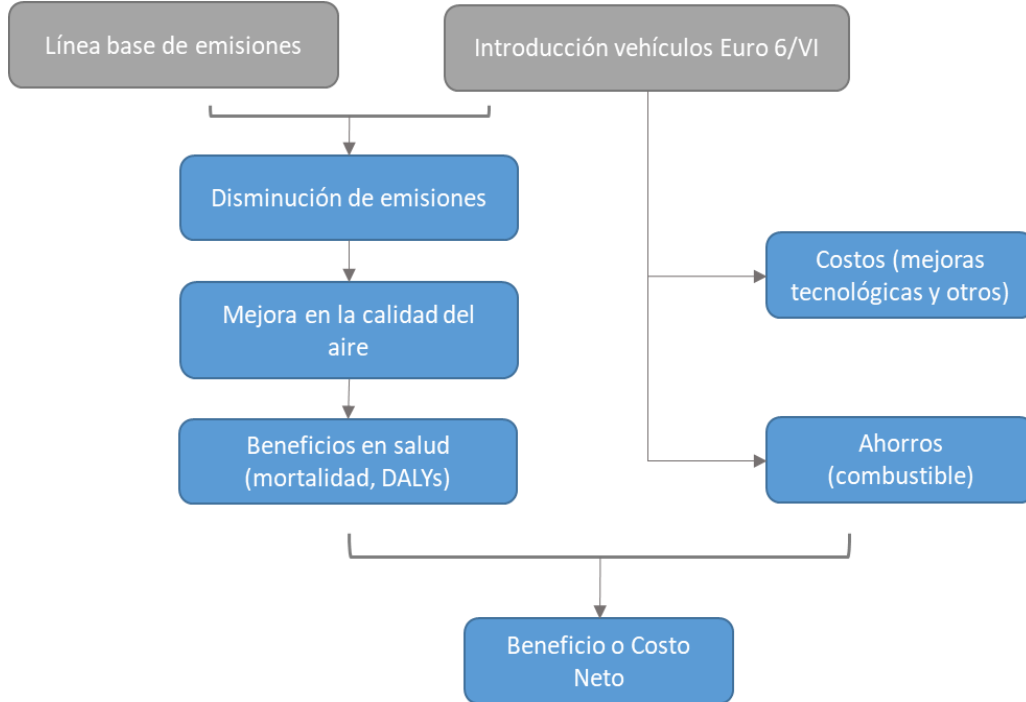 Línea base de emisiones
Introducción vehículos Euro 6/VI
Disminución de emisiones
Mejora en la calidad del
aire
Beneficios en salud
(mortalidad, DALYs)
Costos (mejoras
tecnológicas y otros)
Ahorros
(combustible)
Beneficio o Costo
Neto